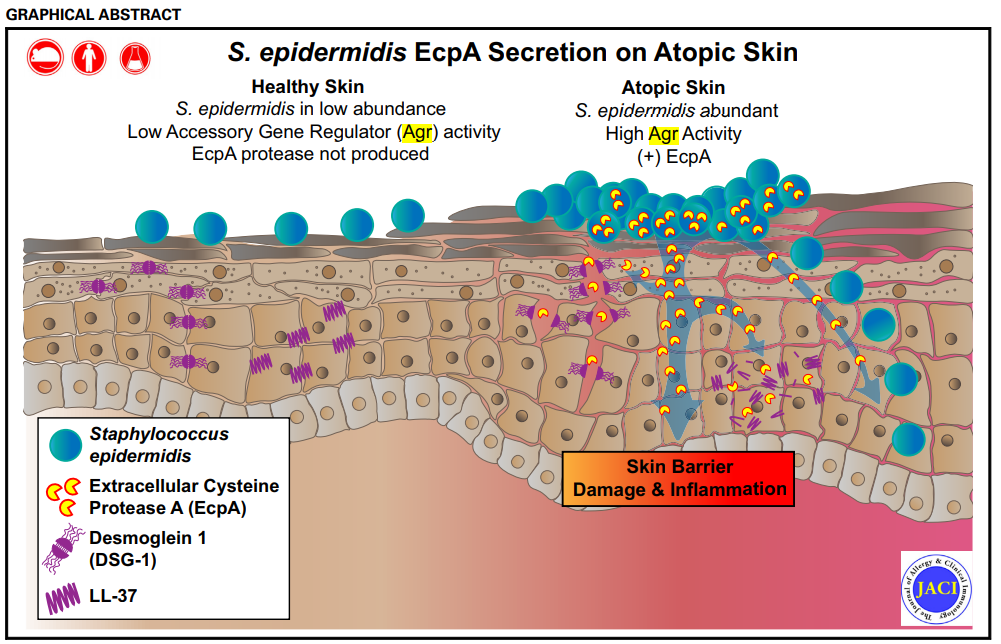 GRAPHICAL ABSTRACT
S. epidermidis EcpA Secretion on Atopic Skin
Healthy Skin
S. epidermidis in low abundance
Low Accessory Gene Regulator (Agr) activity
EcpA protease not produced
Atopic Skin
S. epidermidis abundant
High Agr Activity
(+) EcpA
Skin Barrier
Damage & Inflammation
Staphylococcus
epidermidis
Extracellular Cysteine
Protease A (EcpA)
Desmoglein 1
(DSG-1)
LL-37
The Journal of Allergy & Clinical Immunology
JACI